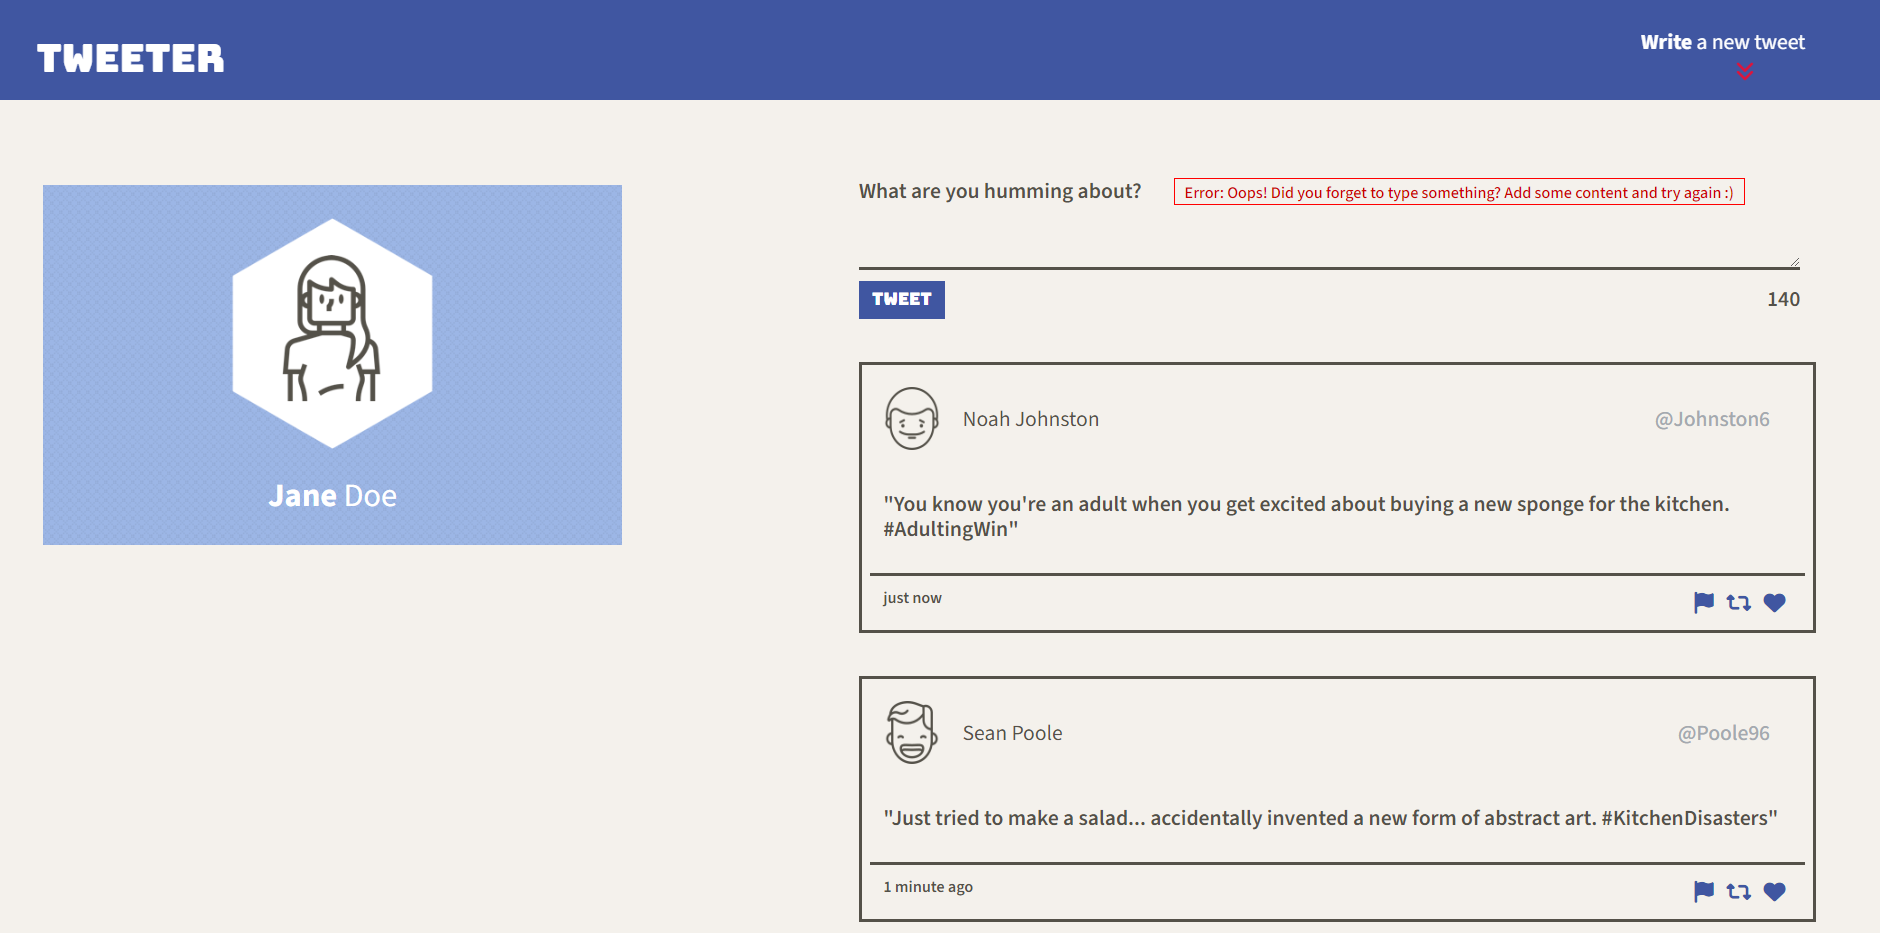 TWEETER
Write a new tweet
Jane Doe
What are you humming about?
Error: Oops! Did you forget to type something? Add some content and try again :)
TWEET
140
Noah Johnston
@Johnston6
"You know you're an adult when you get excited about buying a new sponge for the kitchen.
#AdultingWin"
just now
Sean Poole
@Poole96
"Just tried to make a salad... accidentally invented a new form of abstract art. #KitchenDisasters"
1 minute ago